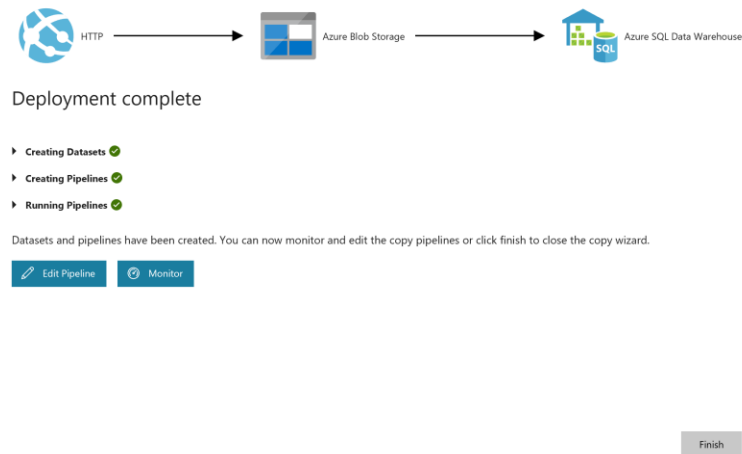 HTTP
Azure Blob Storage
SQL
Azure SQL Data Warehouse
Deployment complete
Creating Datasets
Creating Pipelines
Running Pipelines
Datasets and pipelines have been created. You can now monitor and edit the copy pipelines or click finish to close the copy wizard.
Edit Pipeline
Monitor
Finish